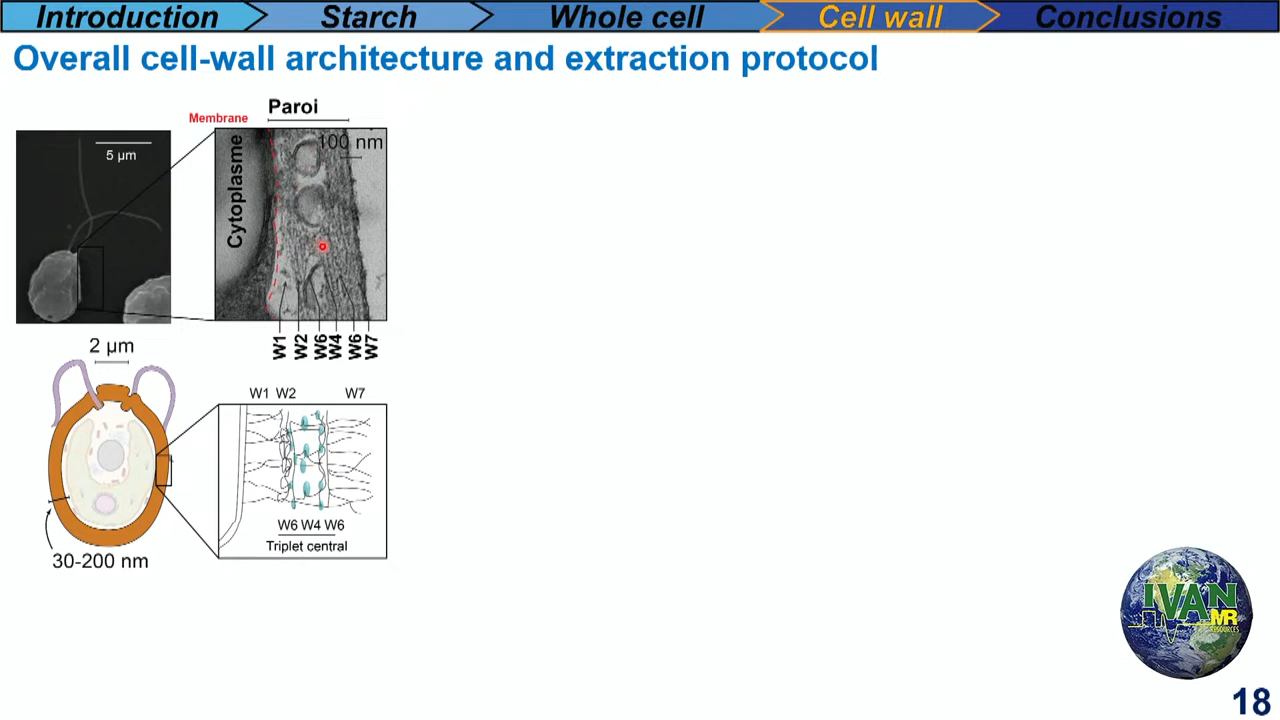 Introduction
Starch
Whole cell
Cell wall
Conclusions
Overall cell-wall architecture and extraction protocol
Paroi
Membrane
5 µm
100 nm
Cytoplasme
W1 W2 W6 W4 W6 W7
2 µm
W1 W2 W7
W6 W4 W6
Triplet central
30-200 nm
IVAN
MR
RESOURCES
18